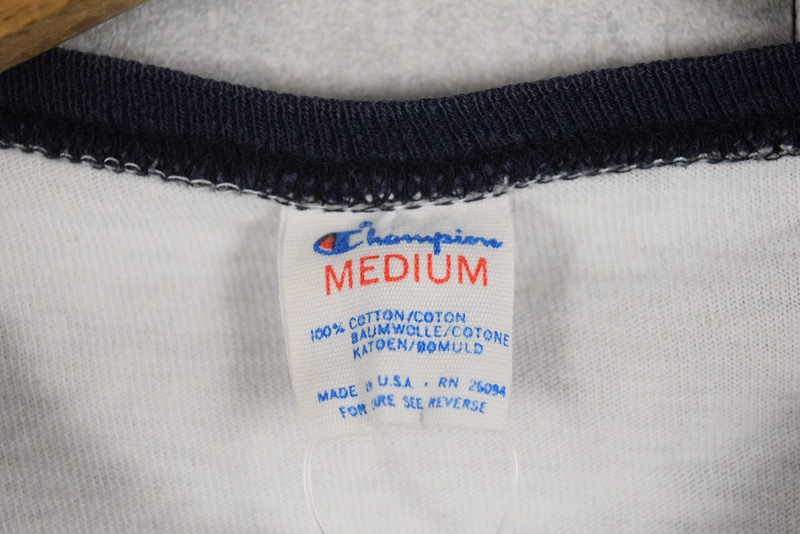 Champion
MEDIUM
100% COTTON/COTON
BAUMWOLLE/COTONE
KATOEN/BOMULD
MADE IN U.S.A. · RN 26094
FOR CARE SEE REVERSE